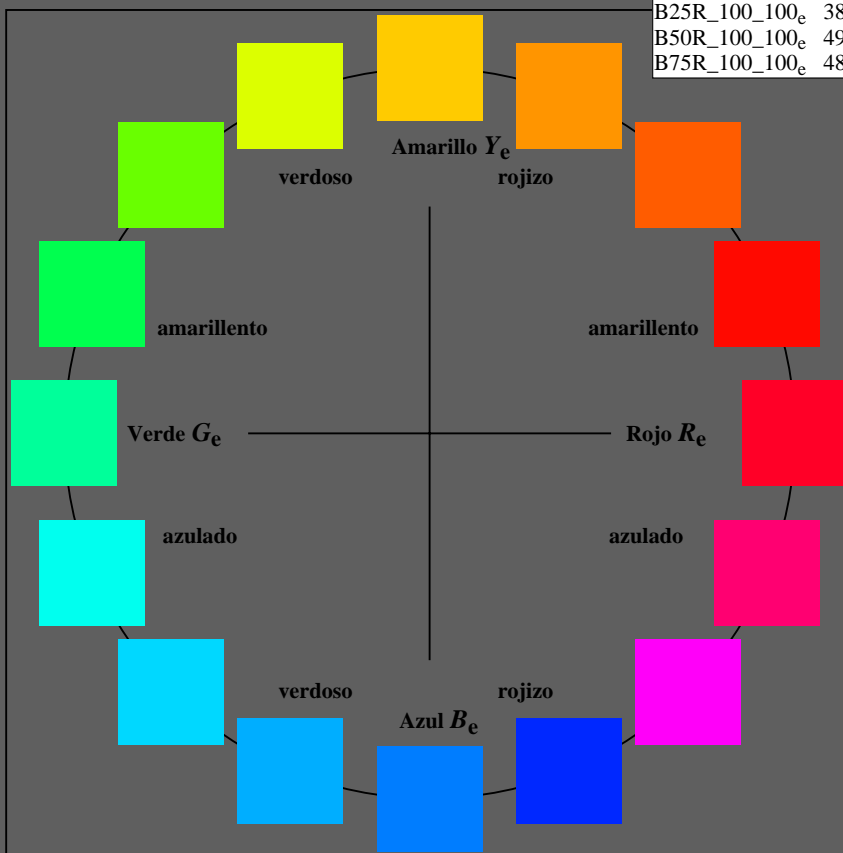 B25R_100_100e 38
B50R_100_100e 49
B75R_100_100e 48
Amarillo Ye
verdoso rojizo
amarillento amarillento
Verde Ge Rojo Re
azulado azulado
verdoso rojizo
Azul Be